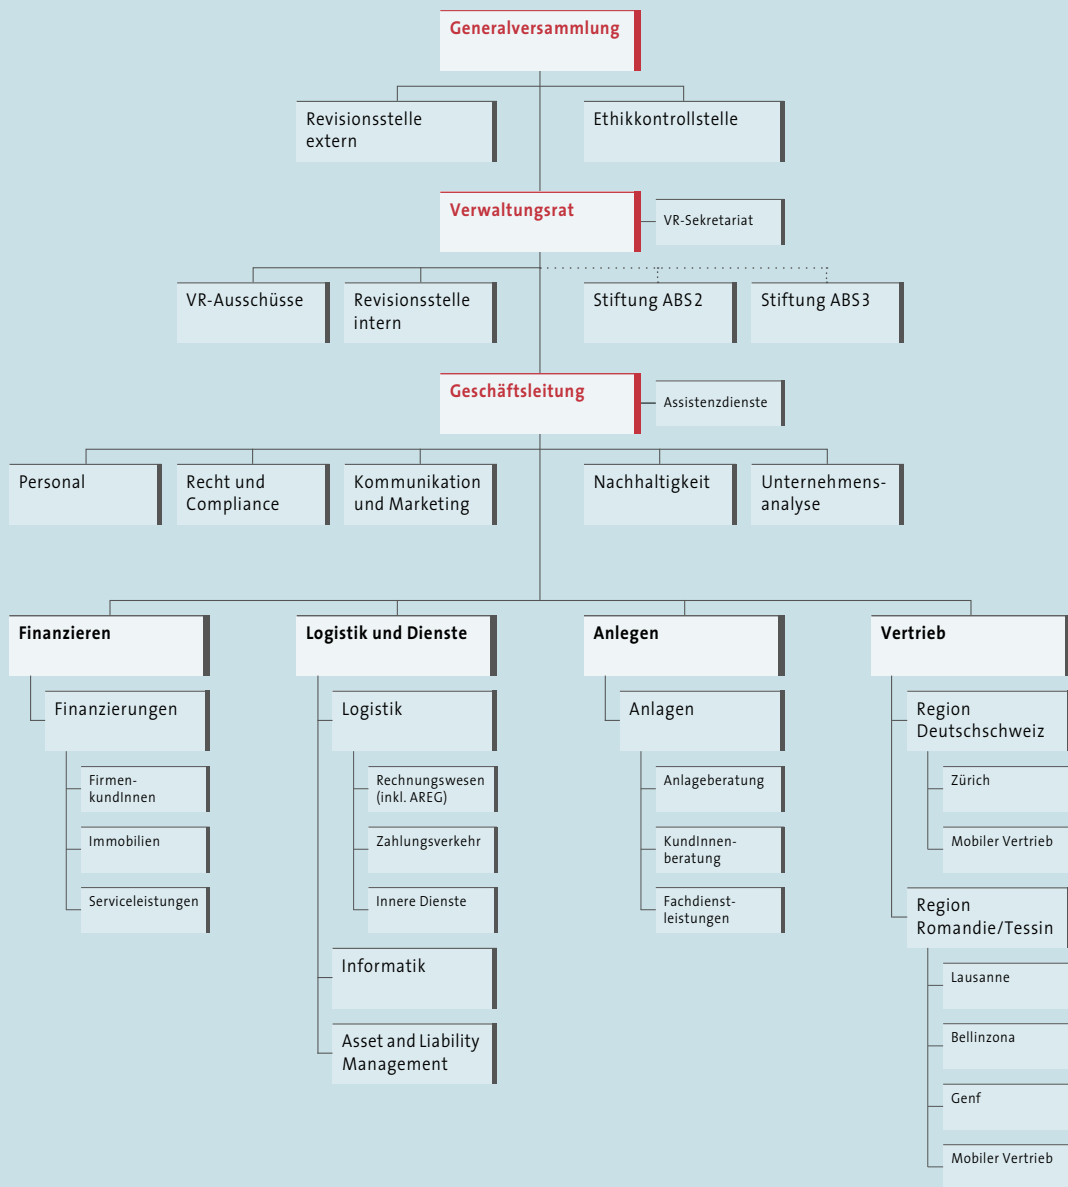 Generalversammlung
Revisionsstelle
extern
Ethikkontrollstelle
Verwaltungsrat
VR-Sekretariat
VR-Ausschüsse
Revisionsstelle
intern
Stiftung ABS2
Stiftung ABS3
Geschäftsleitung
Assistenzdienste
Personal
Recht und
Compliance
Kommunikation
und Marketing
Nachhaltigkeit
Unternehmens-
analyse
Finanzieren
Finanzierungen
Firmen-
kundInnen
Immobilien
Serviceleistungen
Logistik und Dienste
Logistik
Rechnungswesen
(inkl. AREG)
Zahlungsverkehr
Innere Dienste
Informatik
Asset and Liability
Management
Anlegen
Anlagen
Anlageberatung
KundInnen-
beratung
Fachdienst-
leistungen
Vertrieb
Region
Deutschschweiz
Zürich
Mobiler Vertrieb
Region
Romandie/Tessin
Lausanne
Bellinzona
Genf
Mobiler Vertrieb